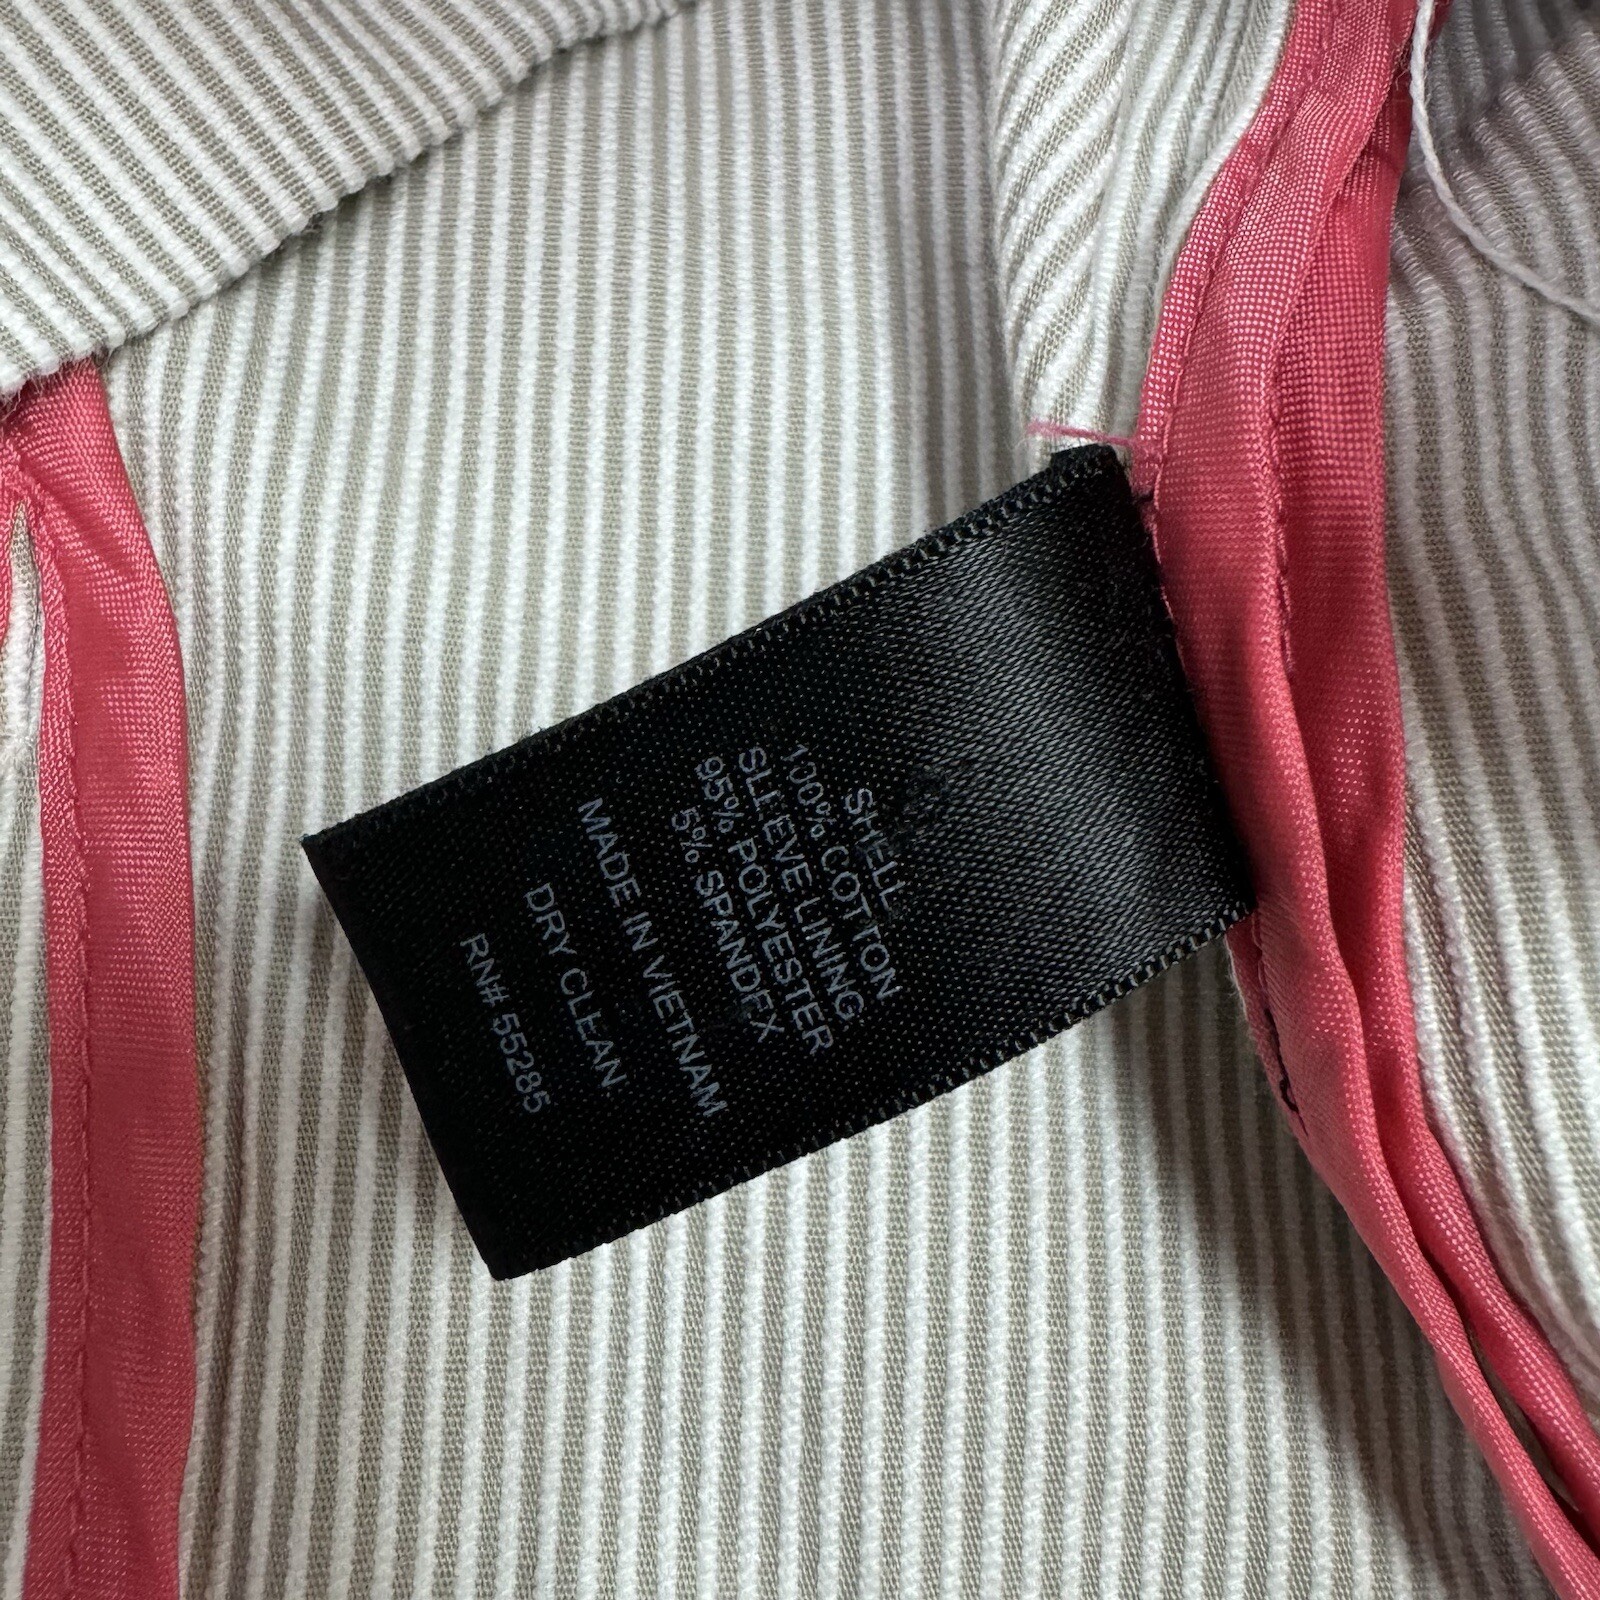 SHELL
100% COTTON
SLEEVE LINING
95% POLYESTER
5% SPANDEX
MADE IN VIETNAM
DRY CLEAN
RN# 55285